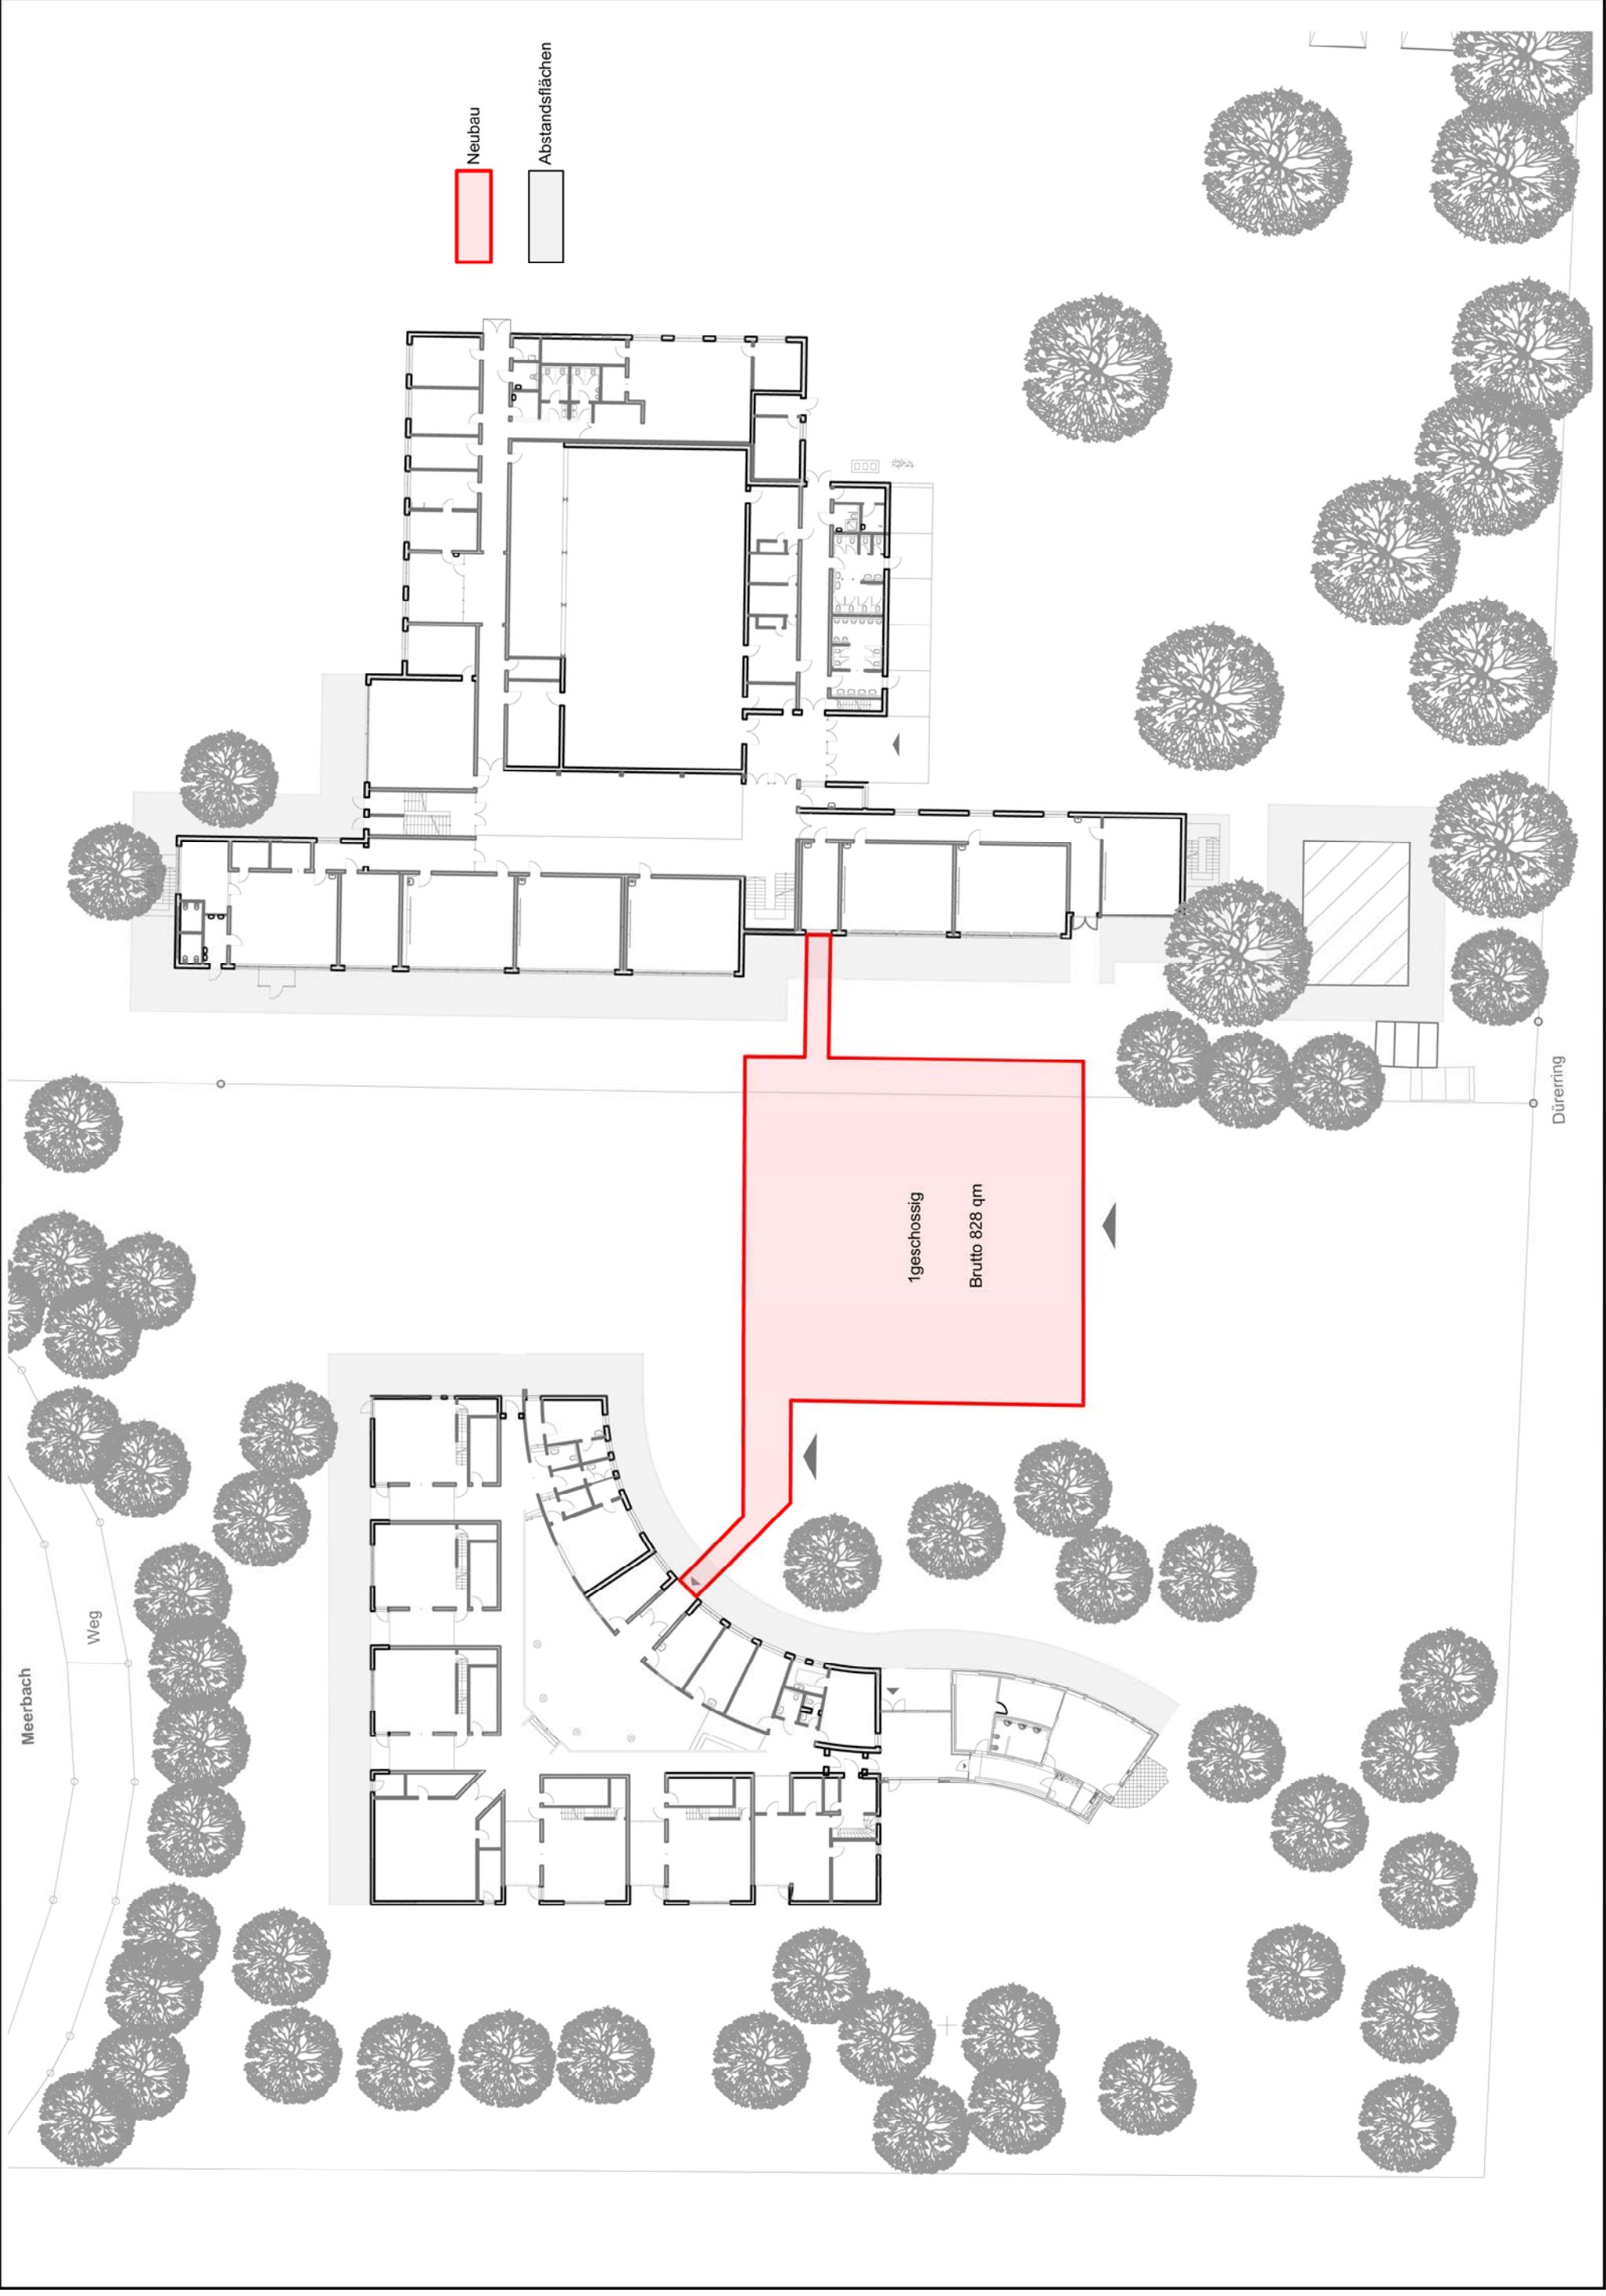 Neubau
Abstandsflächen
1geschossig
Brutto 828 qm
Dürerring
Weg
Meerbach